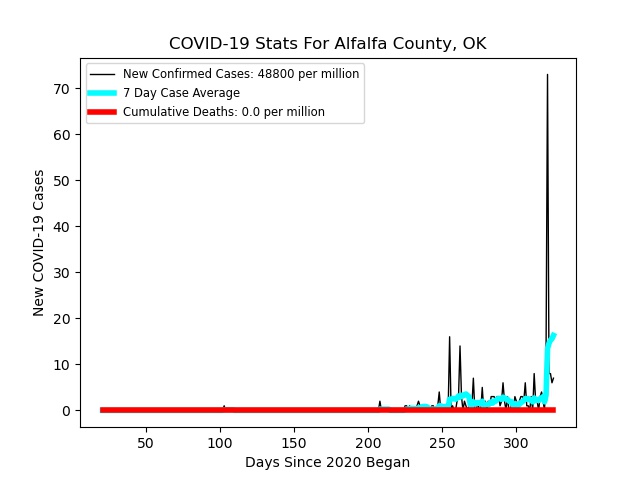 COVID-19 Stats For Alfalfa County, OK
New Confirmed Cases: 48800 per million
7 Day Case Average
Cumulative Deaths: 0.0 per million
New COVID-19 Cases
70
60
50
40
30
20
10
0
50 100 150 200 250 300
Days Since 2020 Began